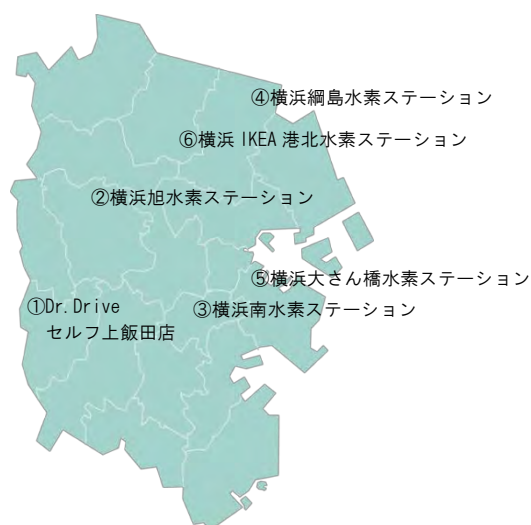 ④横浜綱島水素ステーション
⑥横浜 IKEA 港北水素ステーション
②横浜旭水素ステーション
⑤横浜大さん橋水素ステーション
①Dr.Drive
セルフ上飯田店
③横浜南水素ステーション